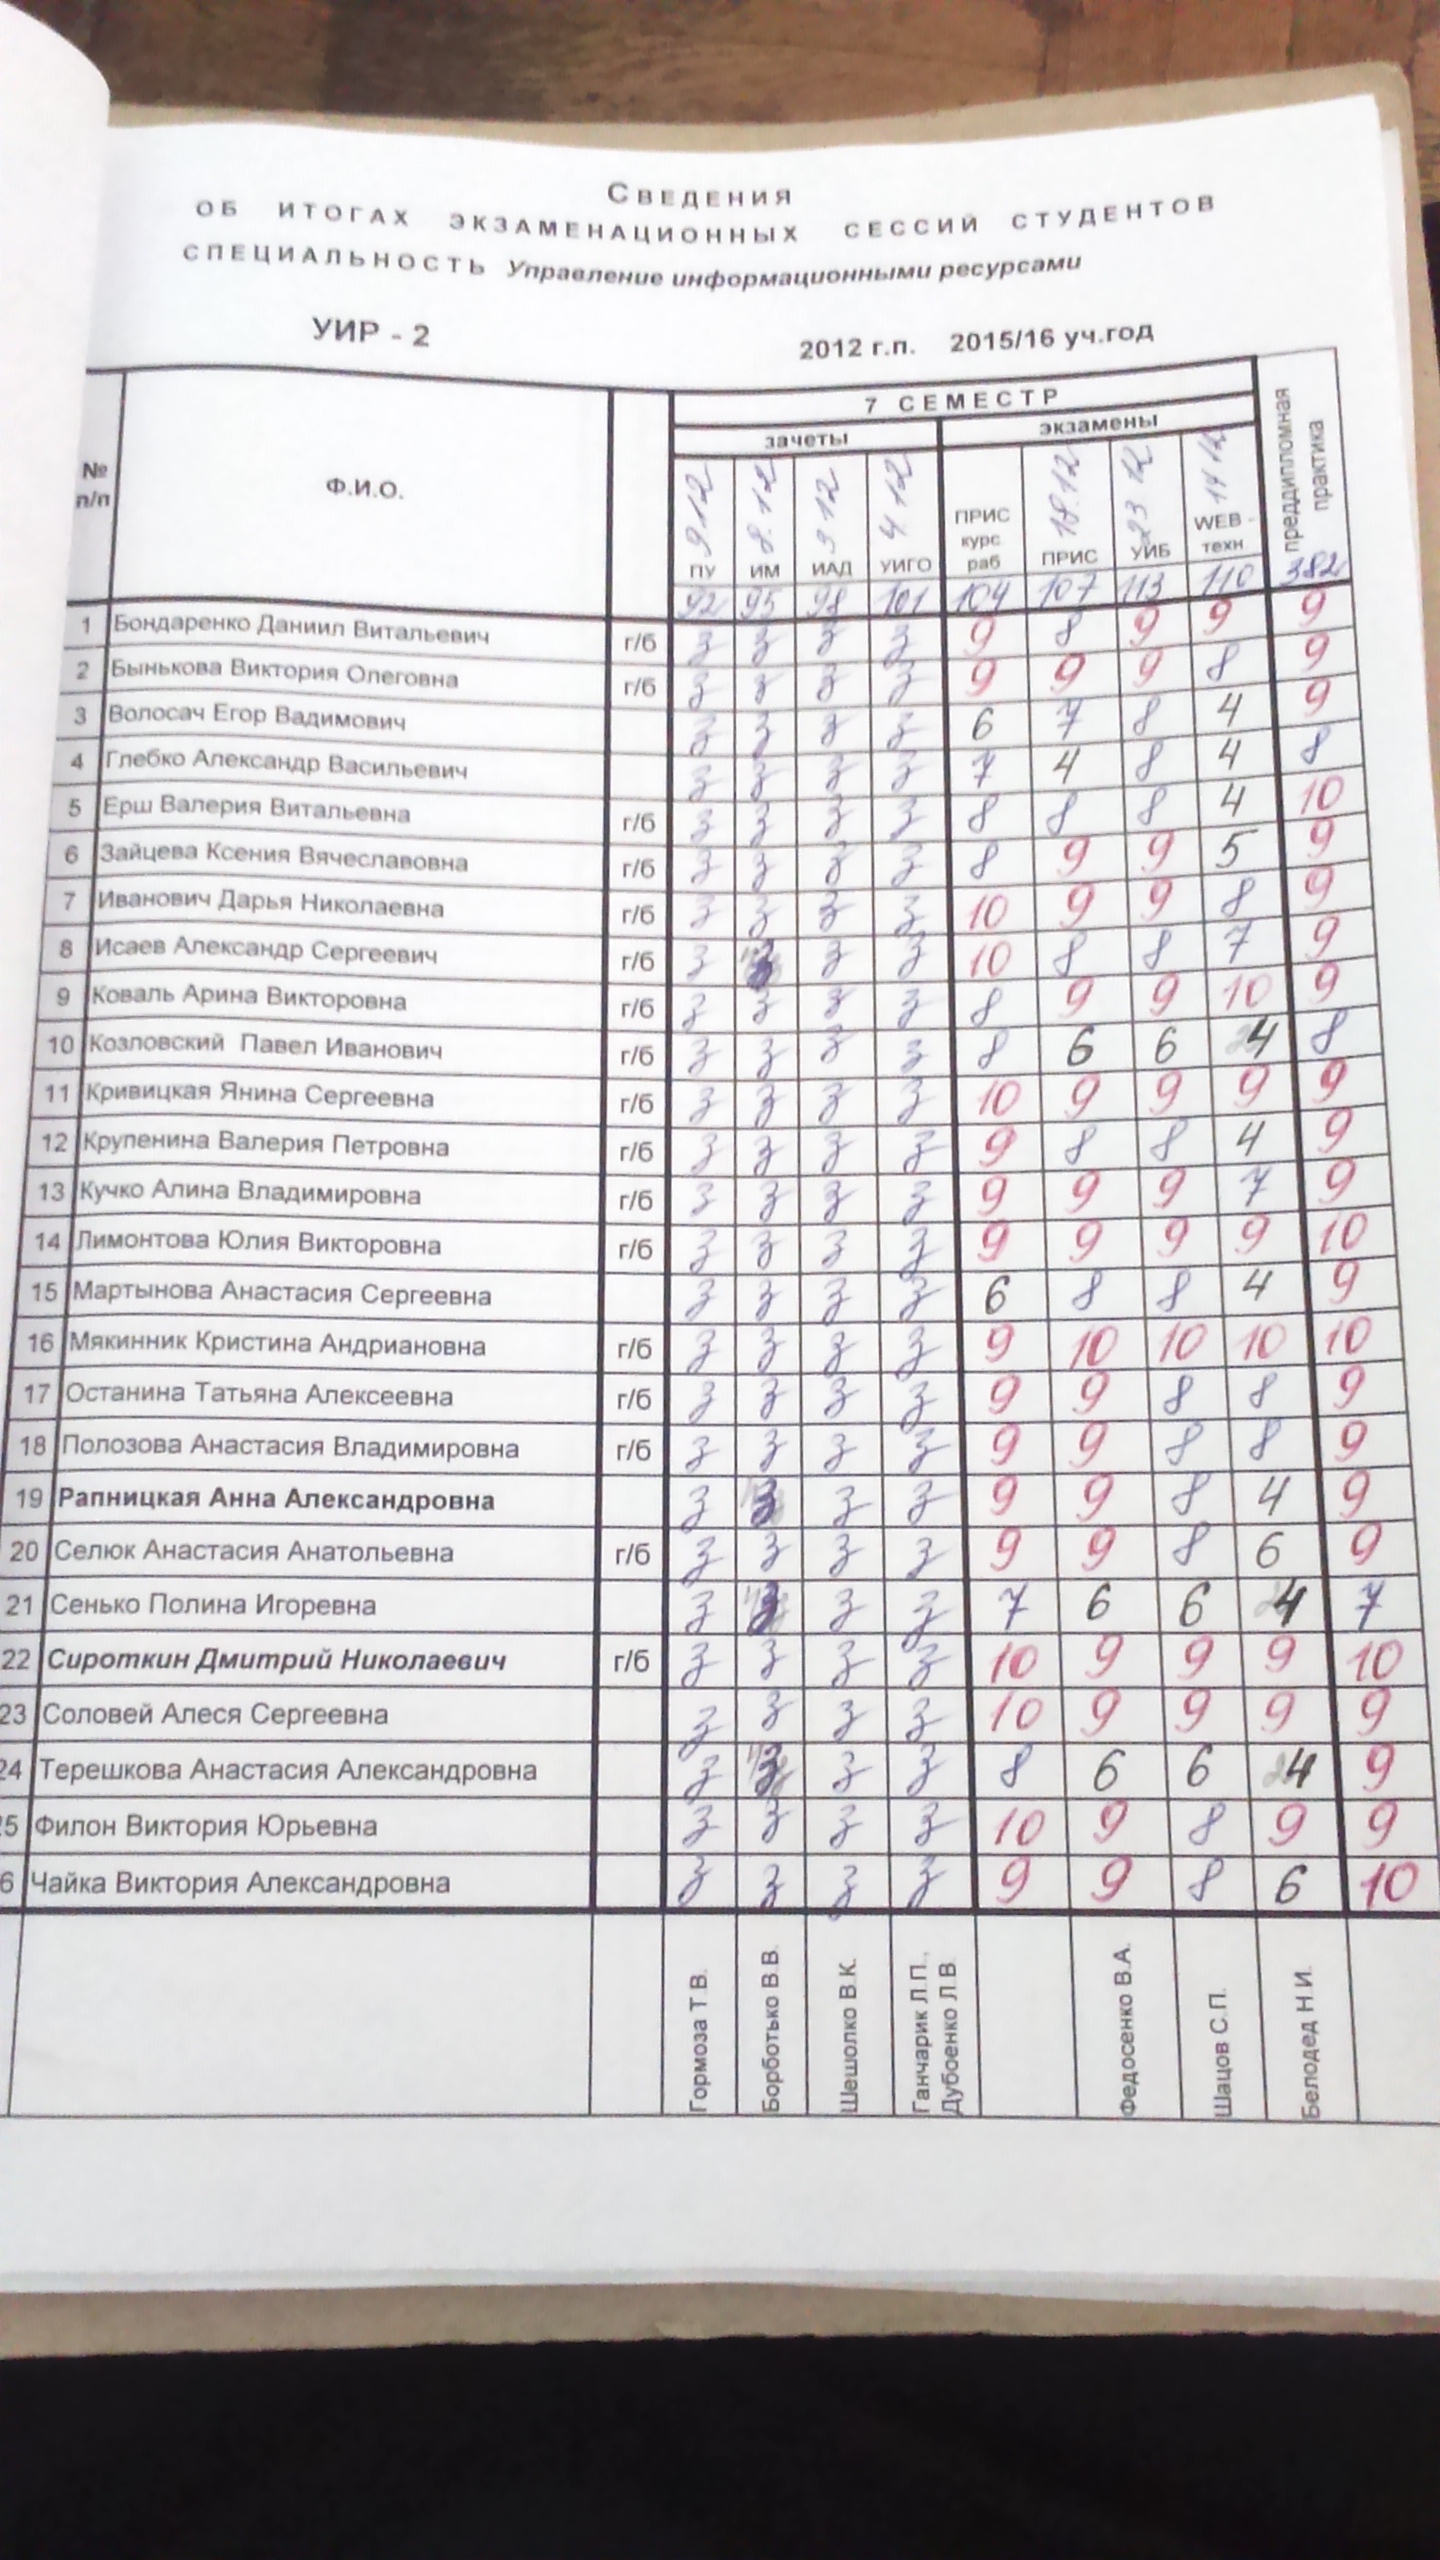 СВЕДЕНИЯ
ОБ ИТОГАХ ЭКЗАМЕНАЦИОННЫХ СЕССИЙ СТУДЕНТОВ
СПЕЦИАЛЬНОСТЬ Управление информационными ресурсами
УИР - 2 2012 г.п. 2015/16 уч.год
7 СЕМЕСТР
зачеты экзамены
№ п/п Ф.И.О. преддипломная практика
9.12 8.12 3.12 4.12 18.12 23 12 14 12
ПУ ИМ ИАД УИГО ПРИС курс раб ПРИС УИБ WEB - техн
92 95 98 101 104 107 113 110 382
1 Бондаренко Даниил Витальевич г/б з з з з 9 8 9 9 9
2 Бынькова Виктория Олеговна г/б з з з з 9 9 9 8 9
3 Волосач Егор Вадимович з з з з 6 7 8 4 9
4 Глебко Александр Васильевич з з з з 7 4 8 4 8
5 Ерш Валерия Витальевна г/б з з з з 8 8 8 4 10
6 Зайцева Ксения Вячеславовна г/б з з з з 8 9 9 5 9
7 Иванович Дарья Николаевна г/б з з з з 10 9 9 8 9
8 Исаев Александр Сергеевич г/б з з з з 10 8 8 7 9
9 Коваль Арина Викторовна г/б з з з з 8 9 9 10 9
10 Козловский Павел Иванович г/б з з з з 8 6 6 4 8
11 Кривицкая Янина Сергеевна г/б з з з з 10 9 9 9 9
12 Крупенина Валерия Петровна г/б з з з з 9 8 8 4 9
13 Кучко Алина Владимировна г/б з з з з 9 9 9 7 9
14 Лимонтова Юлия Викторовна г/б з з з з 9 9 9 9 10
15 Мартынова Анастасия Сергеевна з з з з 6 8 8 4 9
16 Мякинник Кристина Андриановна г/б з з з з 9 10 10 10 10
17 Останина Татьяна Алексеевна г/б з з з з 9 9 8 8 9
18 Полозова Анастасия Владимировна г/б з з з з 9 9 8 8 9
19 Рапницкая Анна Александровна з з з з 9 9 8 4 9
20 Селюк Анастасия Анатольевна г/б з з з з 9 9 8 6 9
21 Сенько Полина Игоревна з з з з 7 6 6 4 7
22 Сироткин Дмитрий Николаевич г/б з з з з 10 9 9 9 10
23 Соловей Алеся Сергеевна з з з з 10 9 9 9 9
24 Терешкова Анастасия Александровна з з з з 8 6 6 4 9
5 Филон Виктория Юрьевна з з з з 10 9 8 9 9
6 Чайка Виктория Александровна з з з з 9 9 8 6 10
Гормоза Т.В.
Борботько В.В.
Шешолко В.К.
Ганчарик Л.П.,
Дубоенко Л.В.
Федосенко В.А.
Шацов С.П.
Белодед Н.И.